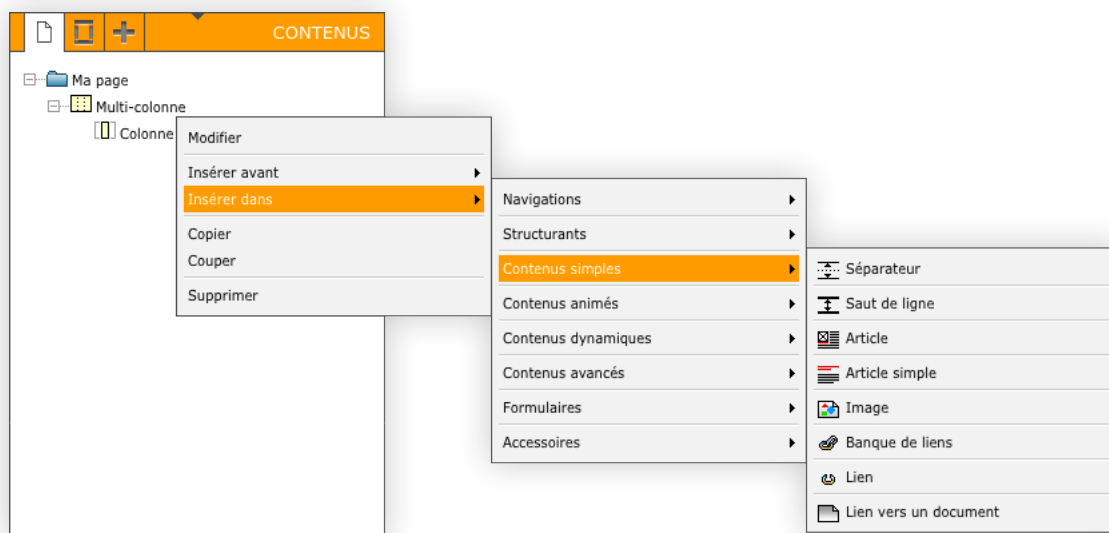 CONTENUS
Ma page
Multi-colonne
Colonne
Modifier
Insérer avant
Insérer dans
Copier
Couper
Supprimer
Navigations
Structurants
Contenus simples
Contenus animés
Contenus dynamiques
Contenus avancés
Formulaires
Accessoires
Séparateur
Saut de ligne
Article
Article simple
Image
Banque de liens
Lien
Lien vers un document